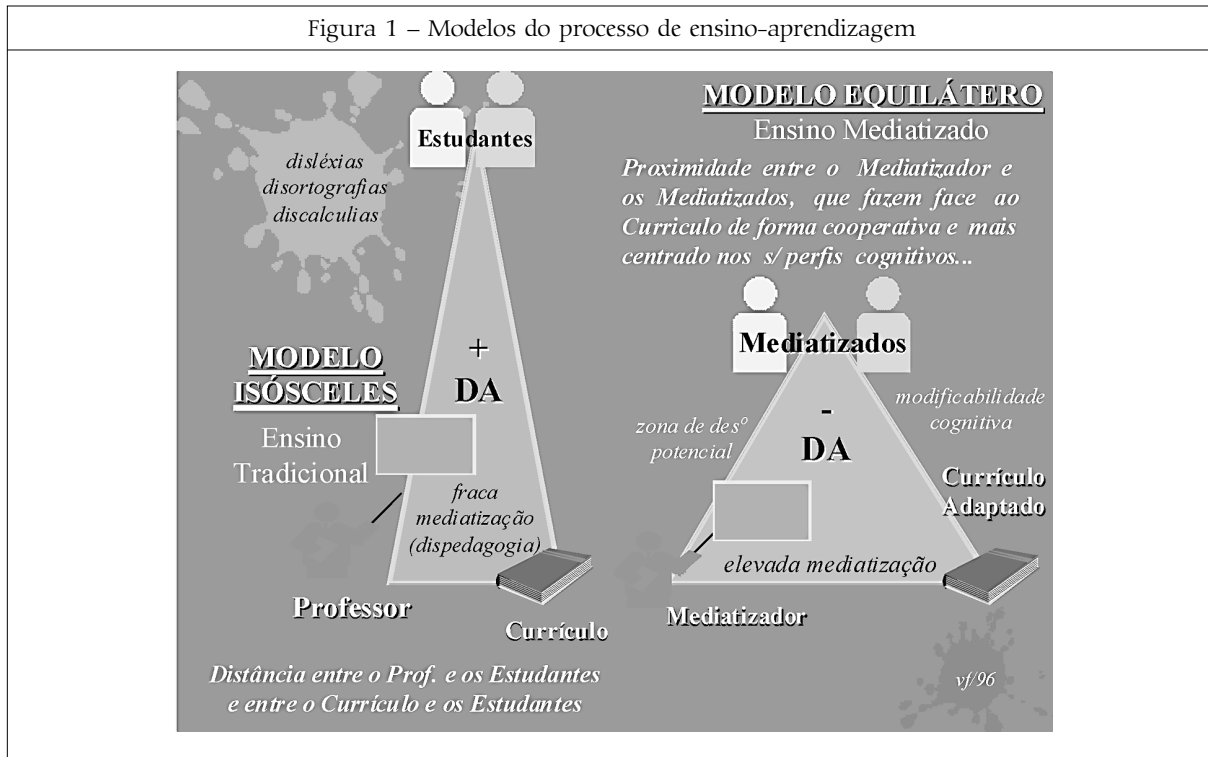 Figura 1 – Modelos do processo de ensino-aprendizagem
Estudantes
disléxias
disortografias
discalculias
MODELO
ISÓSCELES
Ensino
Tradicional
+
DA
fraca
mediatização
(dispedagogia)
Professor
Currículo
Distância entre o Prof. e os Estudantes
e entre o Currículo e os Estudantes
MODELO EQUILÁTERO
Ensino Mediatizado
Proximidade entre o Mediatizador e
os Mediatizados, que fazem face ao
Curriculo de forma cooperativa e mais
centrado nos s/ perfis cognitivos...
Mediatizados
zona de desº
potencial
-
DA
modificabilidade
cognitiva
Currículo
Adaptado
elevada mediatização
Mediatizador
vf/96